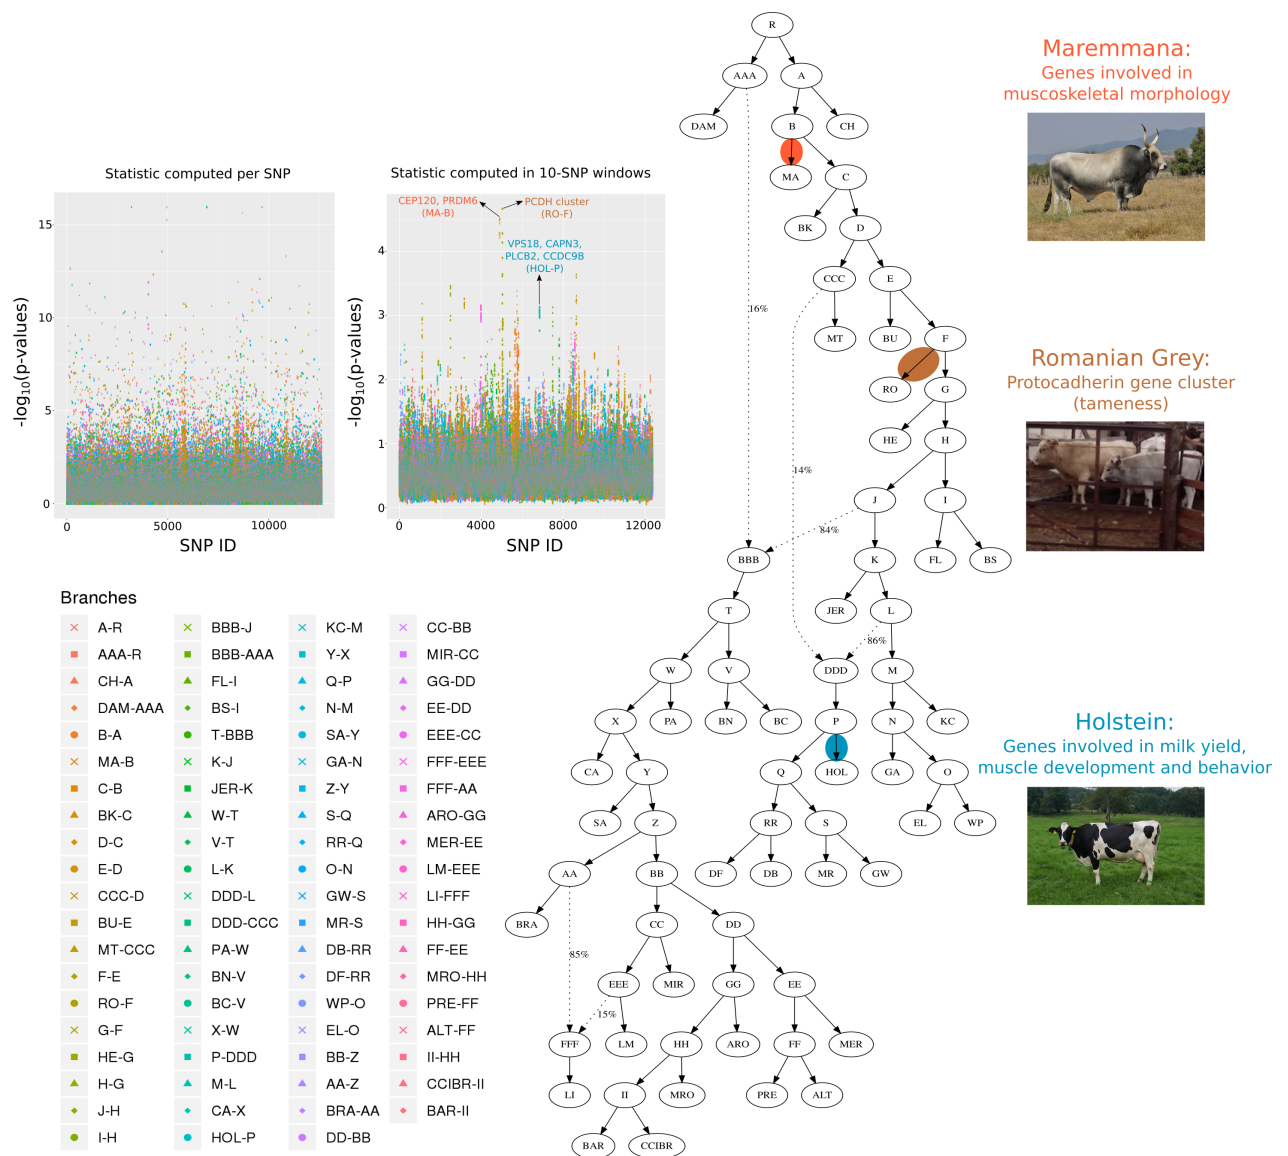 Statistic computed per SNP
-log10(p-values)
15
10
5
0
0
5000
10000
SNP ID
Statistic computed in 10-SNP windows
-log10(p-values)
4
3
2
1
0
0
4000
8000
12000
SNP ID
CEP120, PRDM6
(MA-B)
PCDH cluster
(RO-F)
VPS18, CAPN3,
PLCB2, CCDC9B
(HOL-P)
Branches
A-R
AAA-R
CH-A
DAM-AAA
B-A
MA-B
C-B
BK-C
D-C
E-D
CCC-D
BU-E
MT-CCC
F-E
RO-F
G-F
HE-G
H-G
J-H
I-H
BBB-J
BBB-AAA
FL-I
BS-I
T-BBB
K-J
JER-K
W-T
V-T
L-K
DDD-L
DDD-CCC
PA-W
BN-V
BC-V
X-W
P-DDD
M-L
CA-X
HOL-P
KC-M
Y-X
Q-P
N-M
SA-Y
GA-N
Z-Y
S-Q
RR-Q
O-N
GW-S
MR-S
DB-RR
DF-RR
WP-O
EL-O
BB-Z
AA-Z
BRA-AA
DD-BB
CC-BB
MIR-CC
GG-DD
EE-DD
EEE-CC
FFF-EEE
FFF-AA
ARO-GG
MER-EE
LM-EEE
LI-FFF
HH-GG
FF-EE
MRO-HH
PRE-FF
ALT-FF
II-HH
CCIBR-II
BAR-II
R
AAA
A
DAM
B
CH
MA
C
BK
D
CCC
E
16%
MT
BU
F
RO
G
HE
H
14%
J
I
84%
BBB
K
FL
BS
T
JER
L
86%
W
V
DDD
M
X
PA
BN
BC
P
N
KC
CA
Y
Q
HOL
GA
O
SA
Z
RR
S
EL
WP
AA
BB
DF
DB
MR
GW
BRA
CC
DD
85%
EEE
MIR
GG
EE
15%
FFF
LM
HH
ARO
FF
MER
LI
II
MRO
PRE
ALT
BAR
CCIBR
Maremmana:
Genes involved in
muscoskeletal morphology
Romanian Grey:
Protocadherin gene cluster
(tameness)
Holstein:
Genes involved in milk yield,
muscle development and behavior